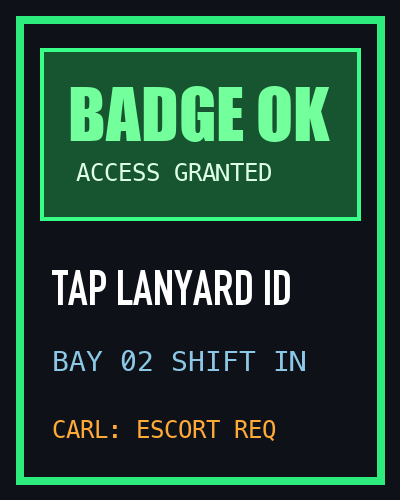 BADGE OK
ACCESS GRANTED
TAP LANYARD ID
BAY 02 SHIFT IN
CARL: ESCORT REQ